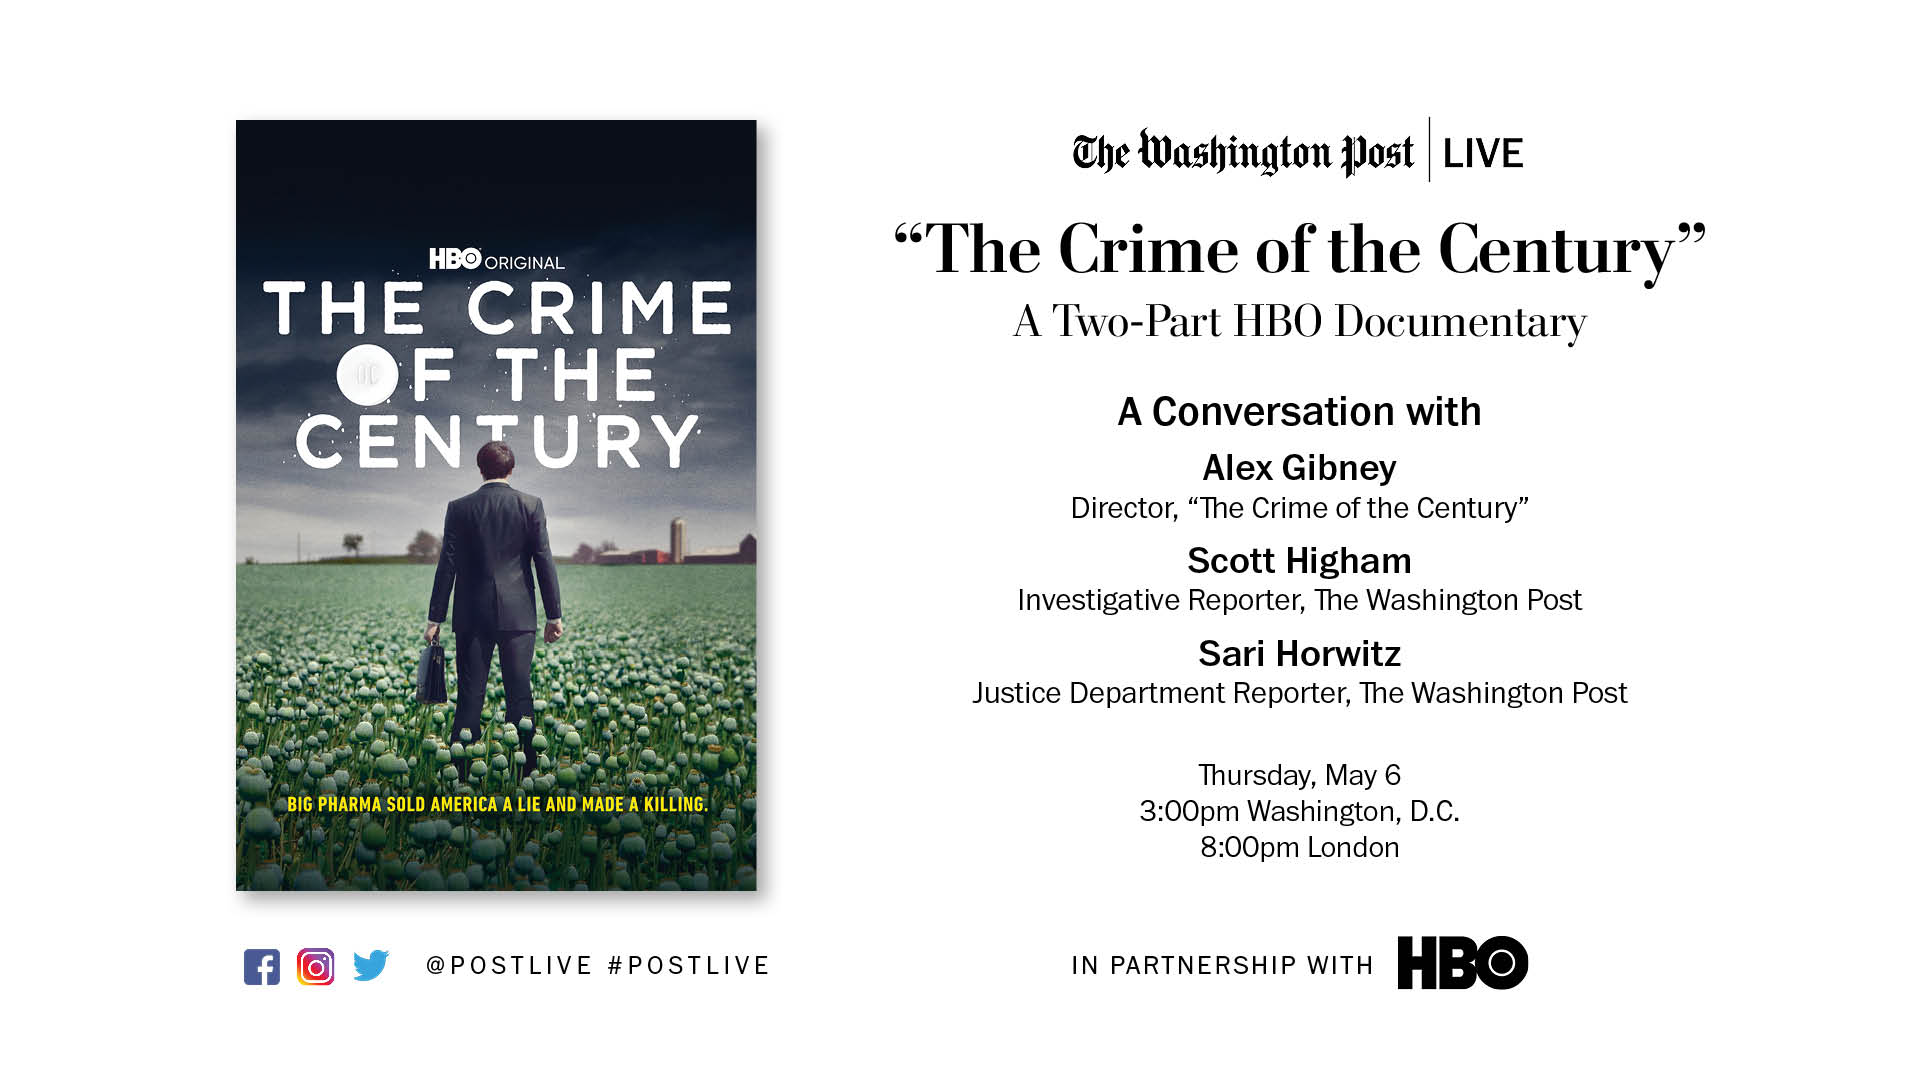 HBO ORIGINAL
THE CRIME
OF THE
CENTURY
BIG PHARMA SOLD AMERICA A LIE AND MADE A KILLING.
@POSTLIVE #POSTLIVE
The Washington Post LIVE
“The Crime of the Century”
A Two-Part HBO Documentary
A Conversation with
Alex Gibney
Director, “The Crime of the Century”
Scott Higham
Investigative Reporter, The Washington Post
Sari Horwitz
Justice Department Reporter, The Washington Post
Thursday, May 6
3:00pm Washington, D.C.
8:00pm London
IN PARTNERSHIP WITH HBO